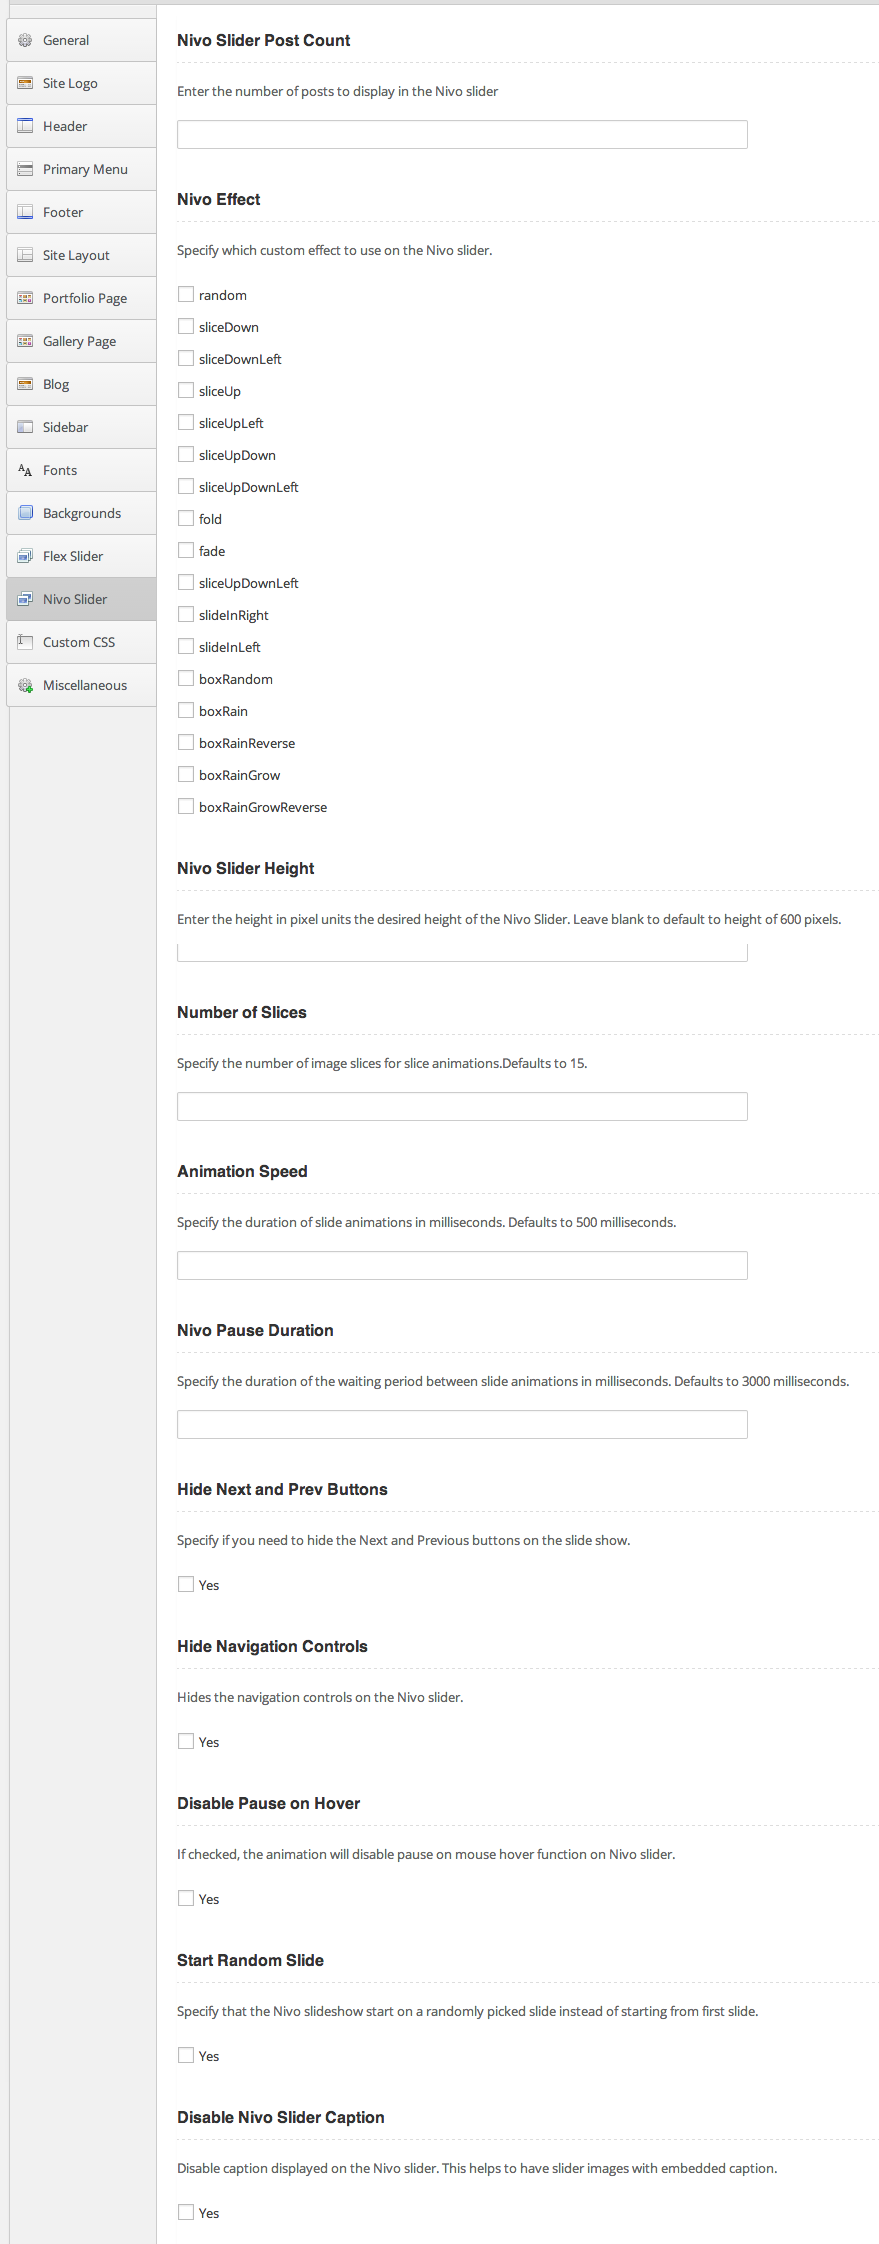 General
Site Logo
Header
Primary Menu
Footer
Site Layout
Portfolio Page
Gallery Page
Blog
Sidebar
Fonts
Backgrounds
Flex Slider
Nivo Slider
Custom CSS
Miscellaneous
Nivo Slider Post Count
Enter the number of posts to display in the Nivo slider
Nivo Effect
Specify which custom effect to use on the Nivo slider.
random
sliceDown
sliceDownLeft
sliceUp
sliceUpLeft
sliceUpDown
sliceUpDownLeft
fold
fade
sliceUpDownLeft
slideInRight
slideInLeft
boxRandom
boxRain
boxRainReverse
boxRainGrow
boxRainGrowReverse
Nivo Slider Height
Enter the height in pixel units the desired height of the Nivo Slider. Leave blank to default to height of 600 pixels.
Number of Slices
Specify the number of image slices for slice animations.Defaults to 15.
Animation Speed
Specify the duration of slide animations in milliseconds. Defaults to 500 milliseconds.
Nivo Pause Duration
Specify the duration of the waiting period between slide animations in milliseconds. Defaults to 3000 milliseconds.
Hide Next and Prev Buttons
Specify if you need to hide the Next and Previous buttons on the slide show.
Yes
Hide Navigation Controls
Hides the navigation controls on the Nivo slider.
Yes
Disable Pause on Hover
If checked, the animation will disable pause on mouse hover function on Nivo slider.
Yes
Start Random Slide
Specify that the Nivo slideshow start on a randomly picked slide instead of starting from first slide.
Yes
Disable Nivo Slider Caption
Disable caption displayed on the Nivo slider. This helps to have slider images with embedded caption.
Yes